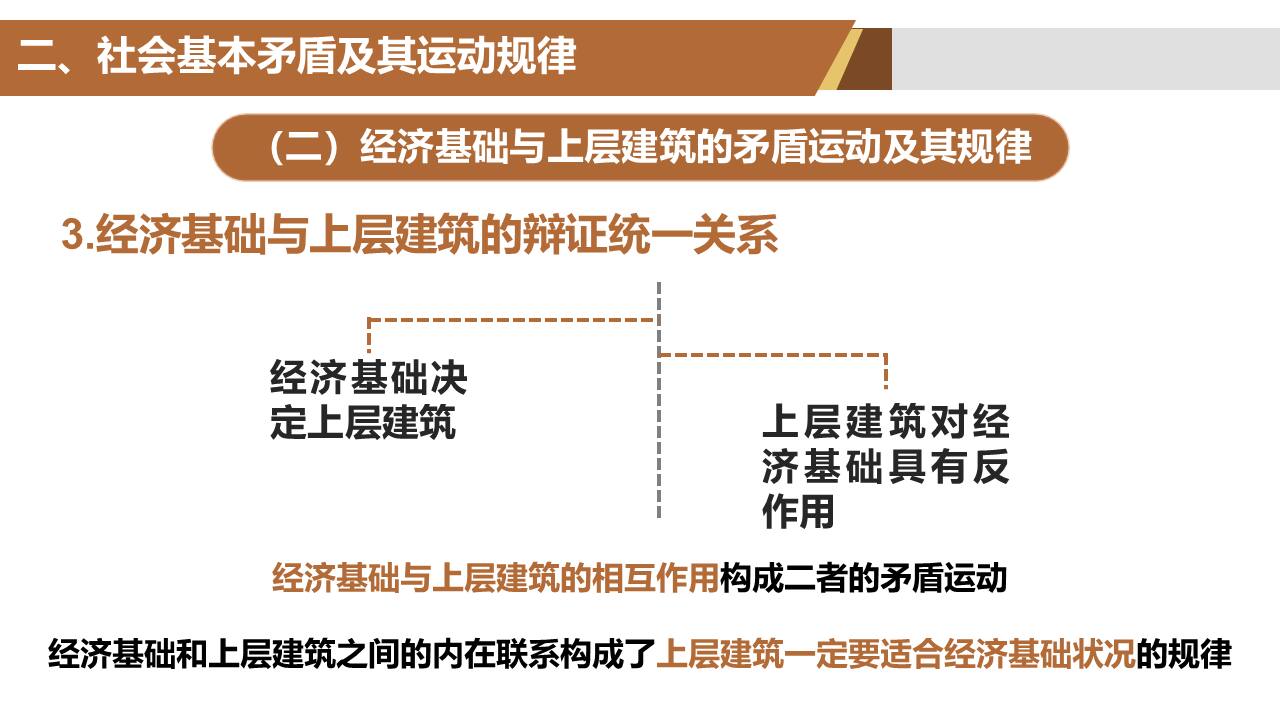 二、社会基本矛盾及其运动规律
（二）经济基础与上层建筑的矛盾运动及其规律
3.经济基础与上层建筑的辩证统一关系
经济基础决
定上层建筑
上层建筑对经
济基础具有反
作用
经济基础与上层建筑的相互作用构成二者的矛盾运动
经济基础和上层建筑之间的内在联系构成了上层建筑一定要适合经济基础状况的规律